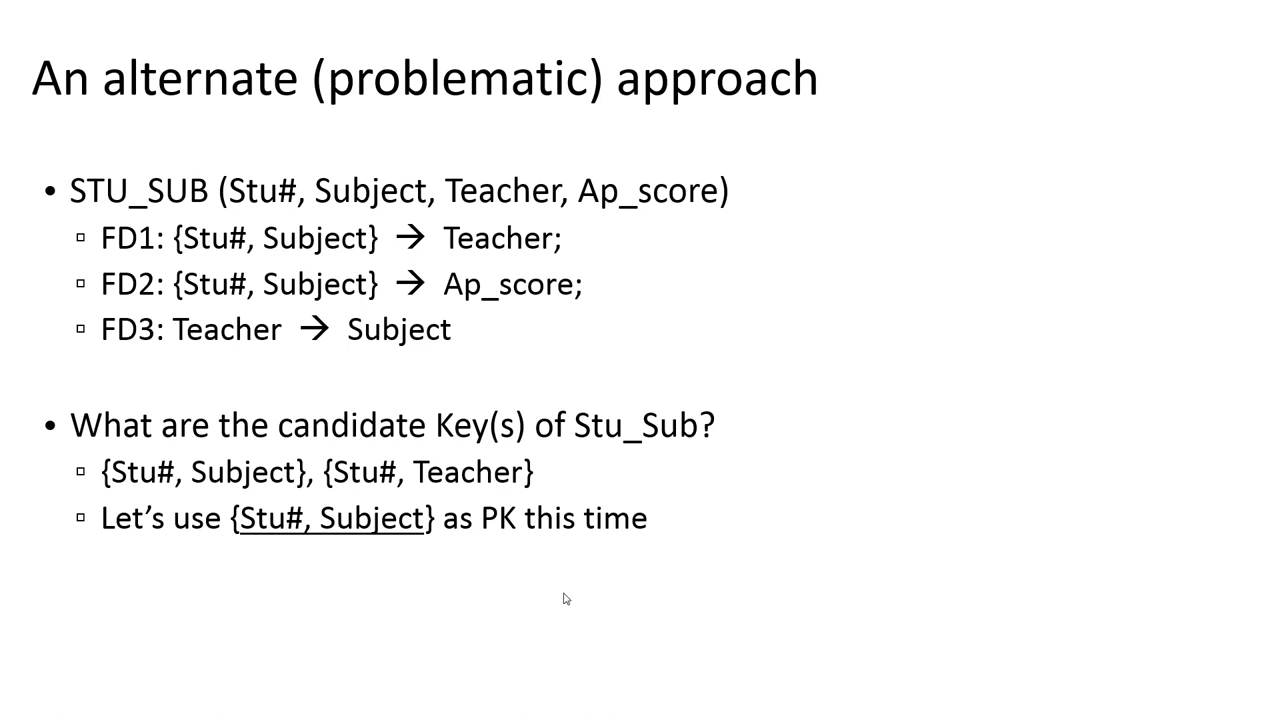 An alternate (problematic) approach
• STU_SUB (Stu#, Subject, Teacher, Ap_score)
▫ FD1: {Stu#, Subject} → Teacher;
▫ FD2: {Stu#, Subject} → Ap_score;
▫ FD3: Teacher → Subject
• What are the candidate Key(s) of Stu_Sub?
▫ {Stu#, Subject}, {Stu#, Teacher}
▫ Let’s use {Stu#, Subject} as PK this time